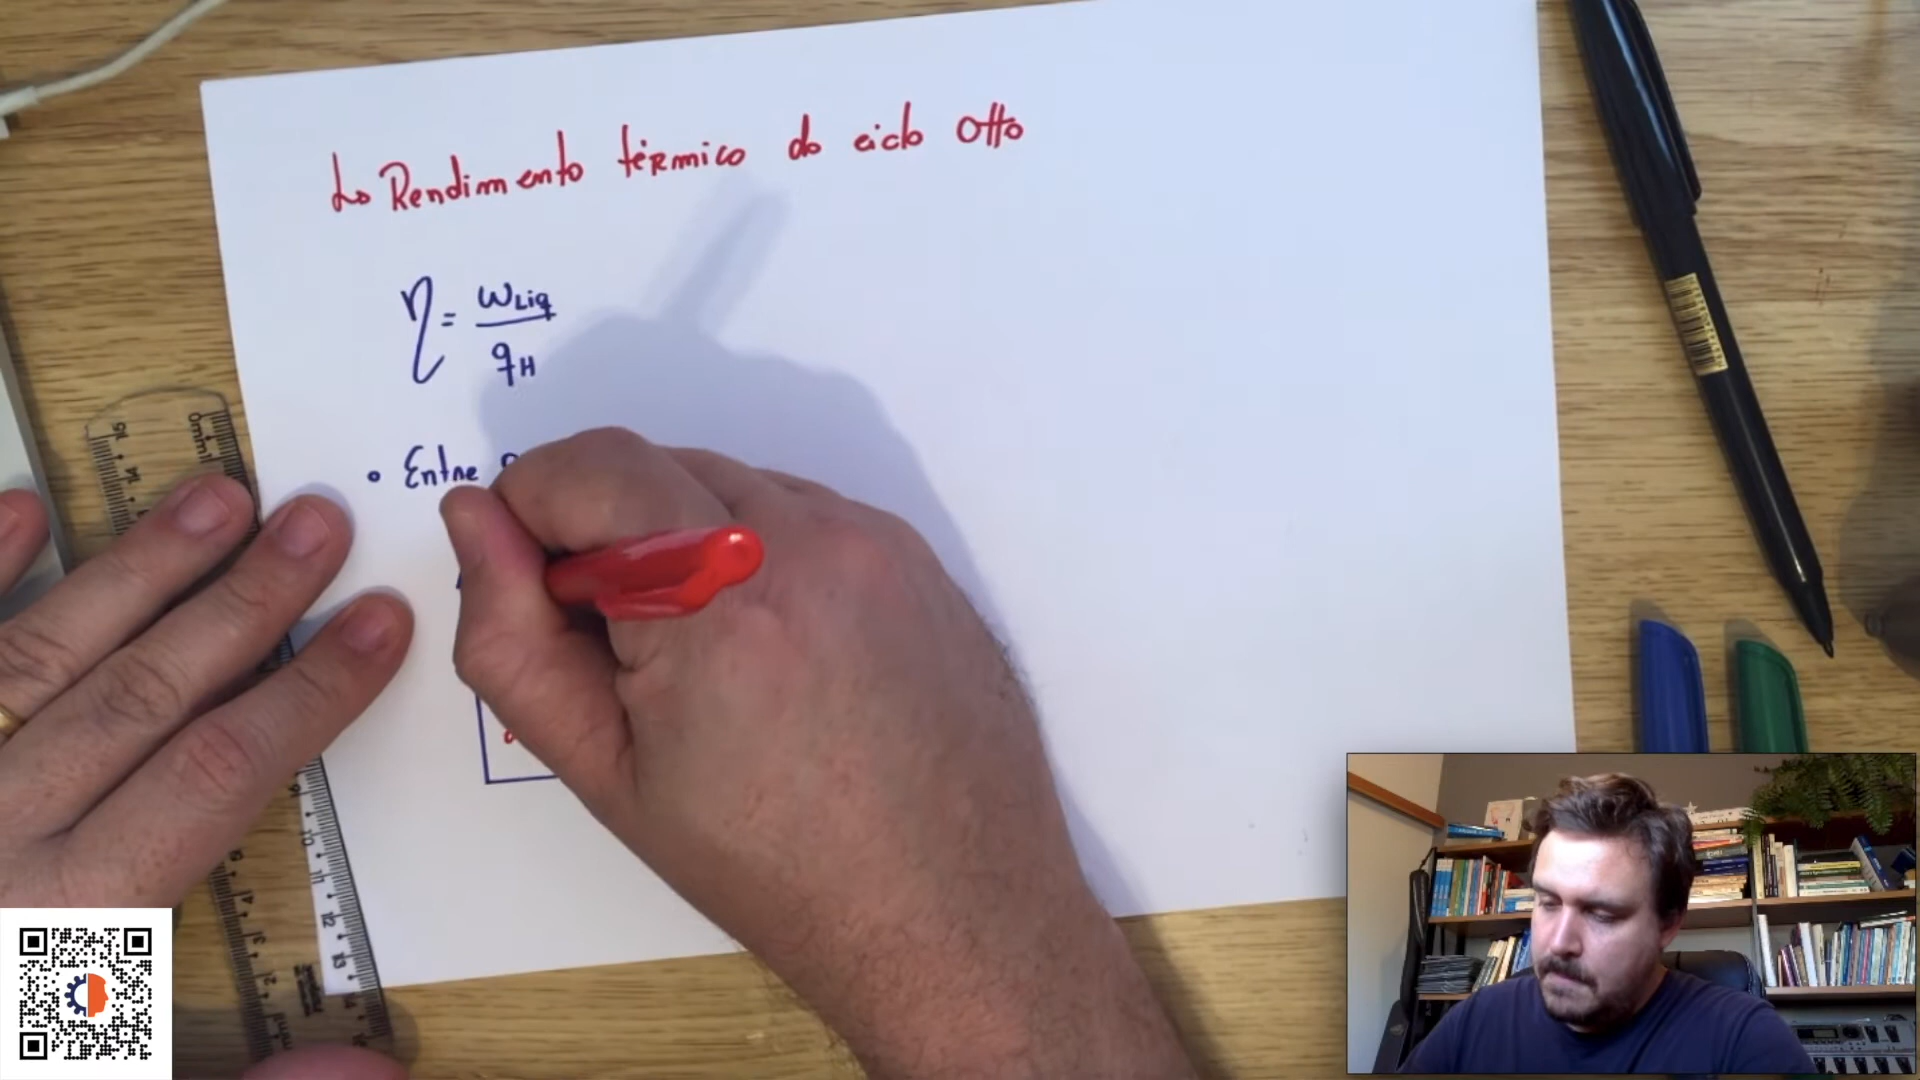 ↳ Rendimento térmico do ciclo Otto
η = wLiq / qH
• Entre